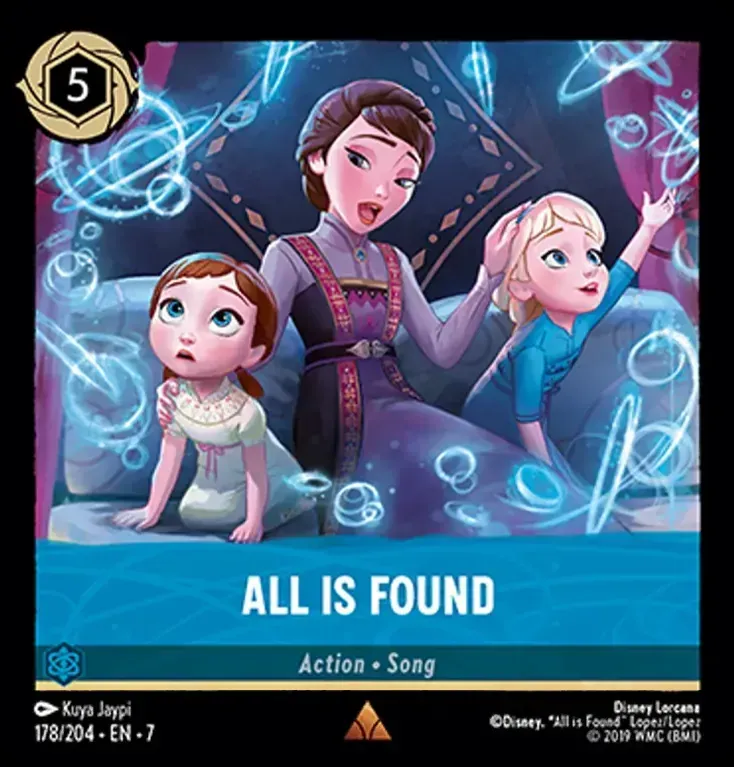 5
ALL IS FOUND
Action • Song
Kuya Jaypi
178/204 • EN • 7
Disney Lorcana
©Disney, "All is Found" Lopez/Lopez
© 2019 WMC (BMI)